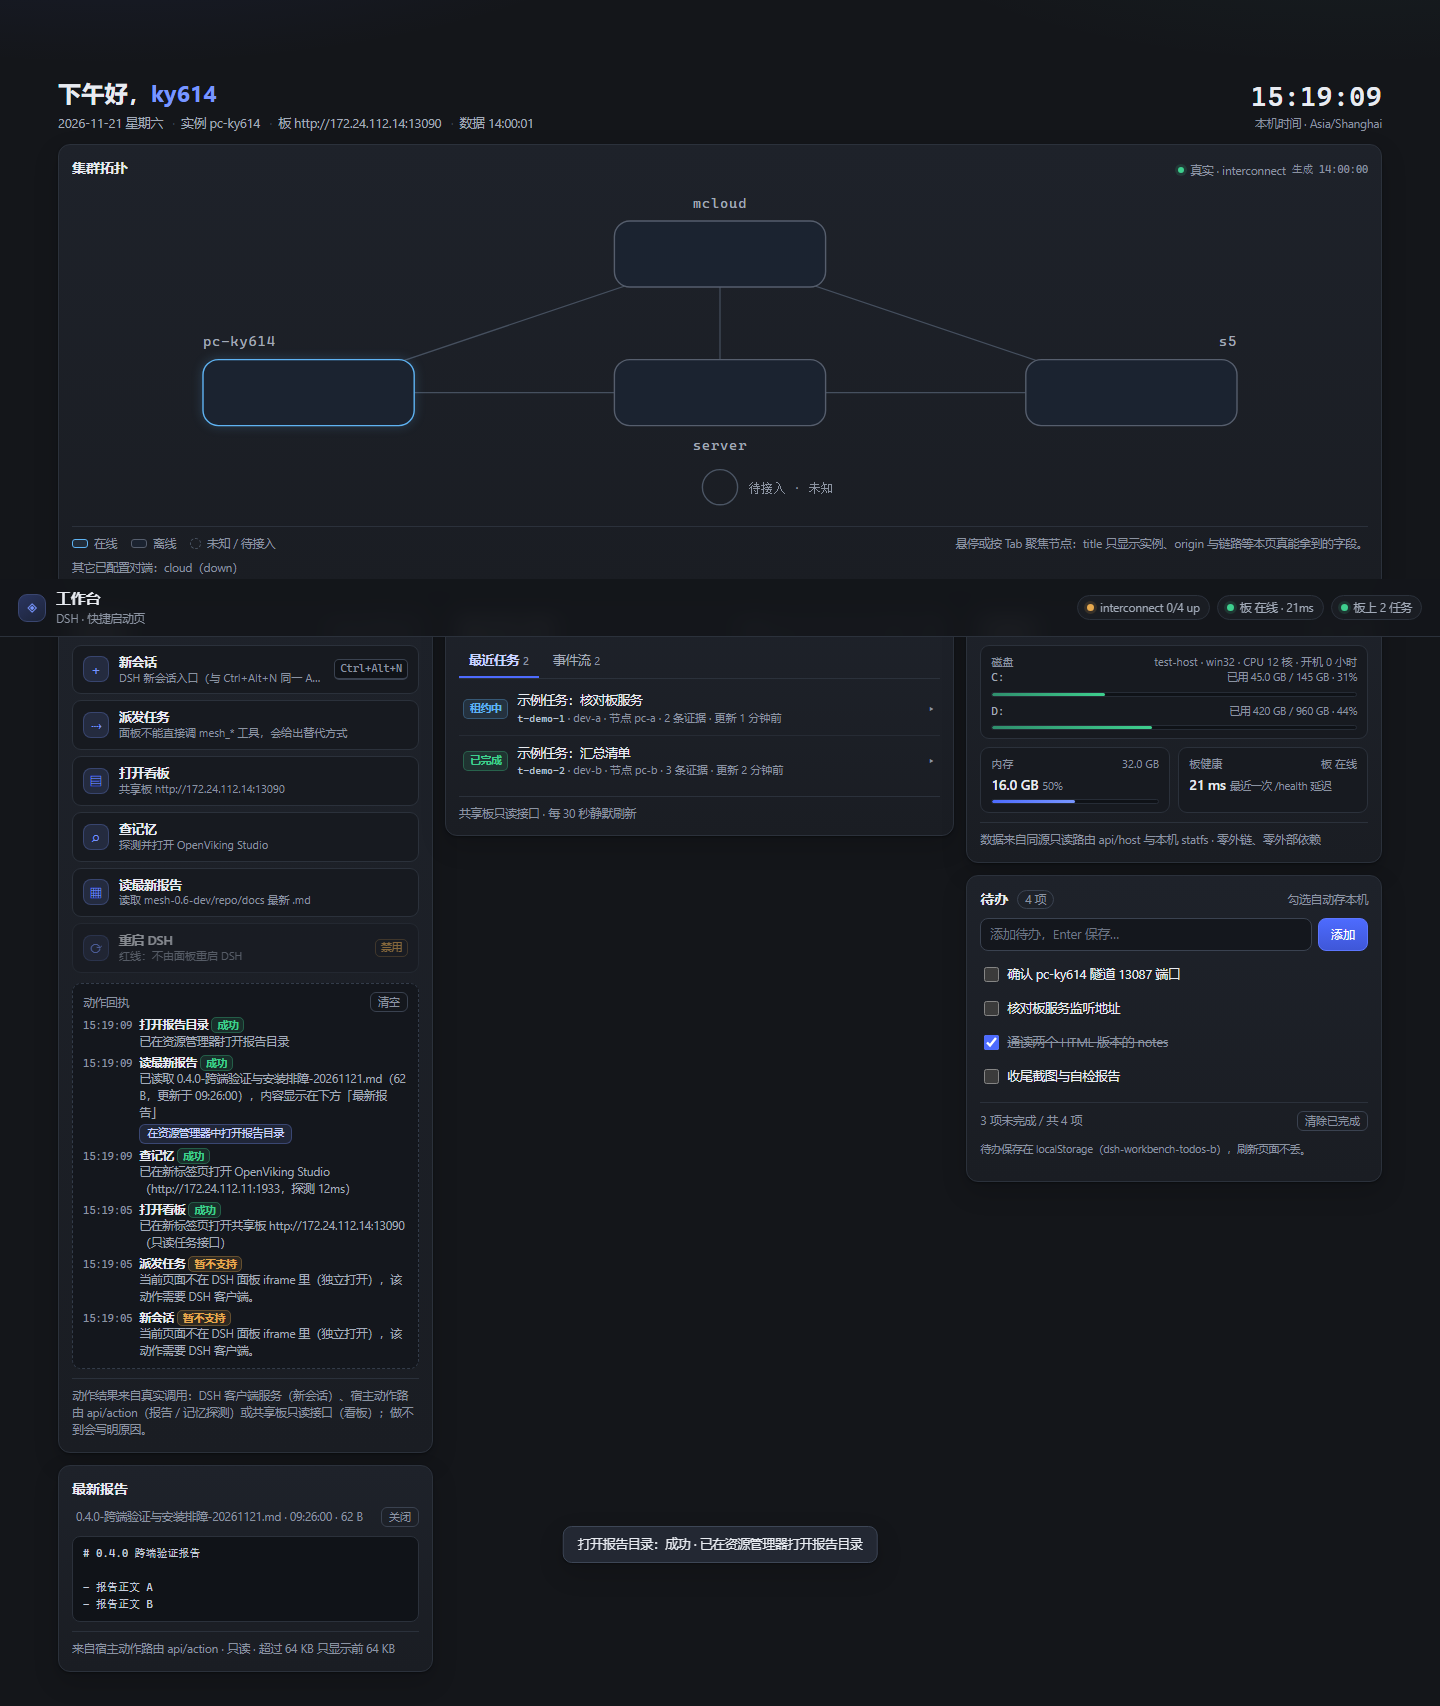 下午好，ky614
2026-11-21 星期六 · 实例 pc-ky614 · 板 http://172.24.112.14:13090 · 数据 14:00:01
15:19:09
本机时间 · Asia/Shanghai
集群拓扑
真实 · interconnect 生成 14:00:00
mcloud
pc-ky614
s5
server
待接入 · 未知
在线 离线 未知 / 待接入
悬停或按 Tab 聚焦节点：title 只显示实例、origin 与链路等本页真能拿到的字段。
其它已配置对端：cloud（down）
工作台
DSH · 快捷启动页
interconnect 0/4 up
板 在线 · 21ms
板上 2 任务
新会话
DSH 新会话入口（与 Ctrl+Alt+N 同一 A...
Ctrl+Alt+N
派发任务
面板不能直接调 mesh_* 工具，会给出替代方式
打开看板
共享板 http://172.24.112.14:13090
查记忆
探测并打开 OpenViking Studio
读最新报告
读取 mesh-0.6-dev/repo/docs 最新 .md
重启 DSH
红线：不由面板重启 DSH
禁用
动作回执
清空
15:19:09 打开报告目录 成功
已在资源管理器打开报告目录
15:19:09 读最新报告 成功
已读取 0.4.0-跨端验证与安装排障-20261121.md（62
B，更新于 09:26:00），内容显示在下方「最新报
告」
在资源管理器中打开报告目录
15:19:09 查记忆 成功
已在新标签页打开 OpenViking Studio
（http://172.24.112.11:1933，探测 12ms）
15:19:05 打开看板 成功
已在新标签页打开共享板 http://172.24.112.14:13090
（只读任务接口）
15:19:05 派发任务 暂不支持
当前页面不在 DSH 面板 iframe 里（独立打开），该
动作需要 DSH 客户端。
15:19:05 新会话 暂不支持
当前页面不在 DSH 面板 iframe 里（独立打开），该
动作需要 DSH 客户端。
动作结果来自真实调用：DSH 客户端服务（新会话）、宿主动作路
由 api/action（报告 / 记忆探测）或共享板只读接口（看板）；做不
到会写明原因。
最新报告
0.4.0-跨端验证与安装排障-20261121.md · 09:26:00 · 62 B
关闭
# 0.4.0 跨端验证报告
- 报告正文 A
- 报告正文 B
来自宿主动作路由 api/action · 只读 · 超过 64 KB 只显示前 64 KB
最近任务 2
事件流 2
租约中
示例任务：核对板服务
t-demo-1 · dev-a · 节点 pc-a · 2 条证据 · 更新 1 分钟前
已完成
示例任务：汇总清单
t-demo-2 · dev-b · 节点 pc-b · 3 条证据 · 更新 2 分钟前
共享板只读接口 · 每 30 秒静默刷新
磁盘
test-host · win32 · CPU 12 核 · 开机 0 小时
C:
已用 45.0 GB / 145 GB · 31%
D:
已用 420 GB / 960 GB · 44%
内存
32.0 GB
16.0 GB 50%
板健康
板 在线
21 ms 最近一次 /health 延迟
数据来自同源只读路由 api/host 与本机 statfs · 零外链、零外部依赖
待办 4 项
勾选自动存本机
添加待办，Enter 保存...
添加
确认 pc-ky614 隧道 13087 端口
核对板服务监听地址
通读两个 HTML 版本的 notes
收尾截图与自检报告
3 项未完成 / 共 4 项
清除已完成
待办保存在 localStorage（dsh-workbench-todos-b），刷新页面不丢。
打开报告目录：成功 · 已在资源管理器打开报告目录